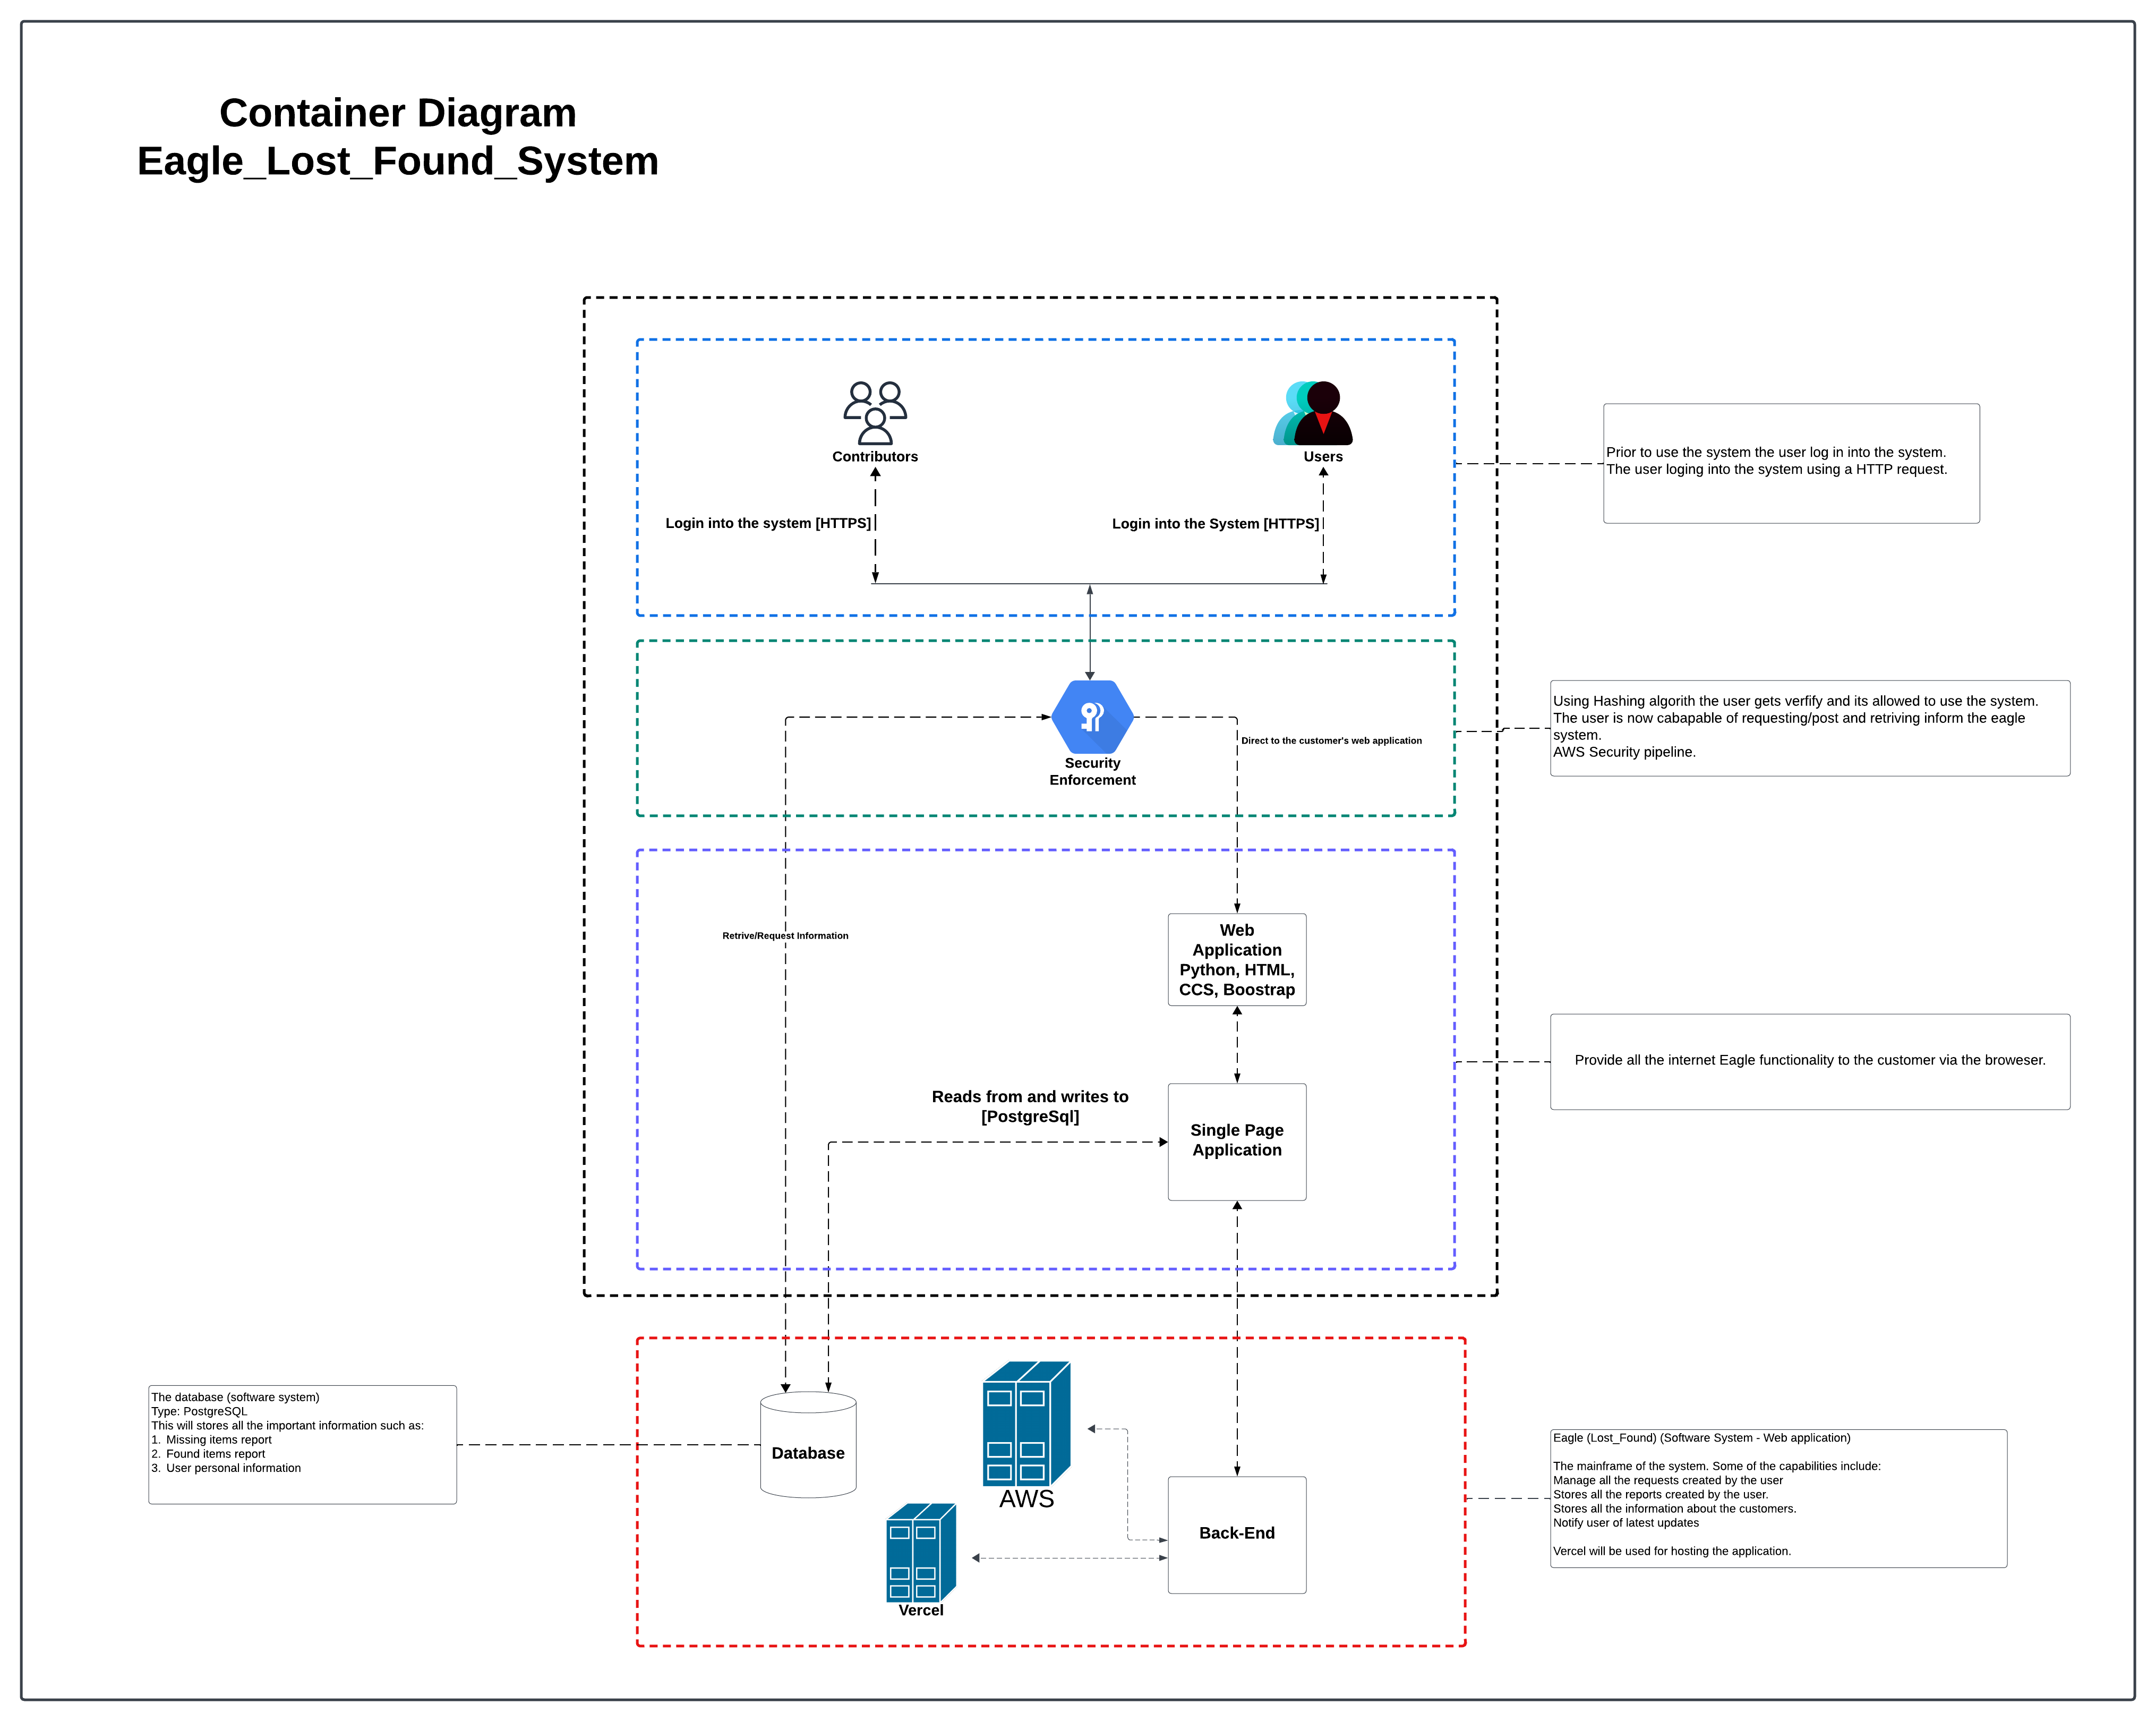 Container Diagram
Eagle_Lost_Found_System
Contributors
Users
Login into the system [HTTPS]
Login into the System [HTTPS]
Prior to use the system the user log in into the system.
The user loging into the system using a HTTP request.
Security
Enforcement
Direct to the customer's web application
Using Hashing algorith the user gets verfify and its allowed to use the system.
The user is now cabapable of requesting/post and retriving inform the eagle
system.
AWS Security pipeline.
Retrive/Request Information
Web
Application
Python, HTML,
CCS, Boostrap
Provide all the internet Eagle functionality to the customer via the broweser.
Reads from and writes to
[PostgreSql]
Single Page
Application
The database (software system)
Type: PostgreSQL
This will stores all the important information such as:
1. Missing items report
2. Found items report
3. User personal information
Database
AWS
Vercel
Back-End
Eagle (Lost_Found) (Software System - Web application)
The mainframe of the system. Some of the capabilities include:
Manage all the requests created by the user
Stores all the reports created by the user.
Stores all the information about the customers.
Notify user of latest updates
Vercel will be used for hosting the application.